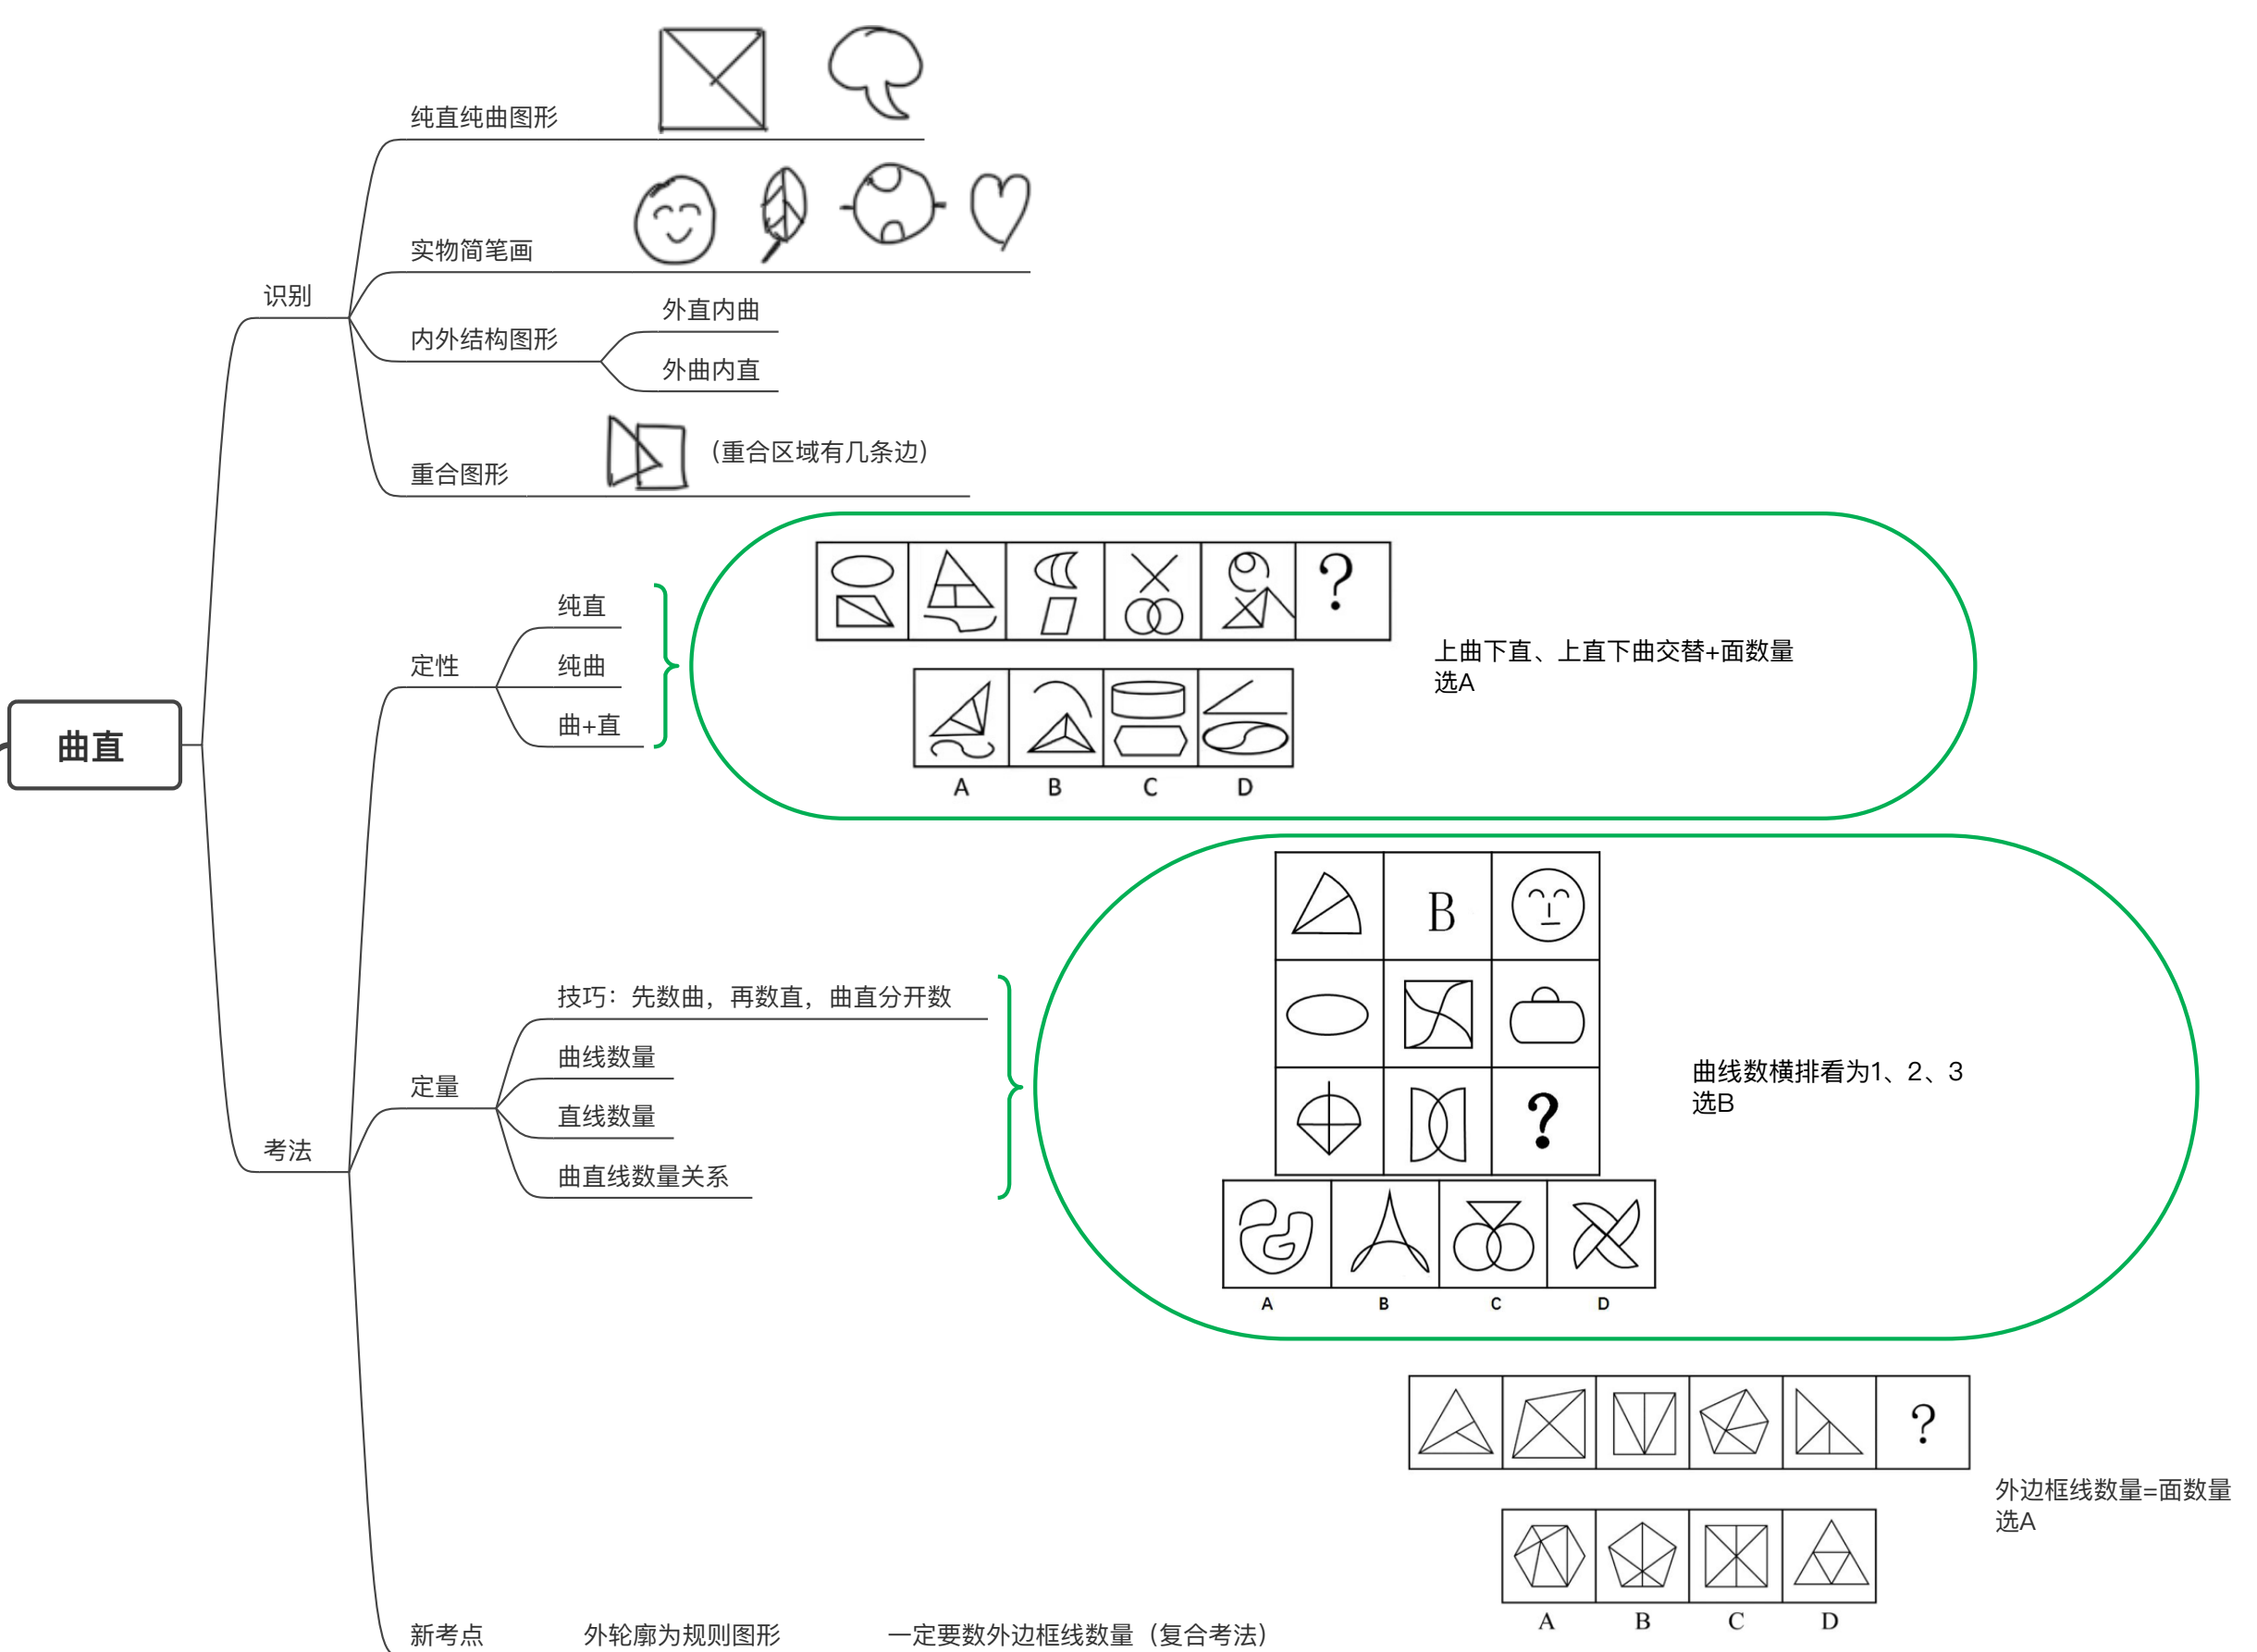 曲直
识别
纯直纯曲图形
实物简笔画
内外结构图形
外直内曲
外曲内直
重合图形
（重合区域有几条边）
考法
定性
纯直
纯曲
曲+直
?
A B C D
上曲下直、上直下曲交替+面数量
选A
定量
技巧：先数曲，再数直，曲直分开数
曲线数量
直线数量
曲直线数量关系
B
?
A B C D
曲线数横排看为1、2、3
选B
新考点
外轮廓为规则图形
一定要数外边框线数量（复合考法）
?
A B C D
外边框线数量=面数量
选A